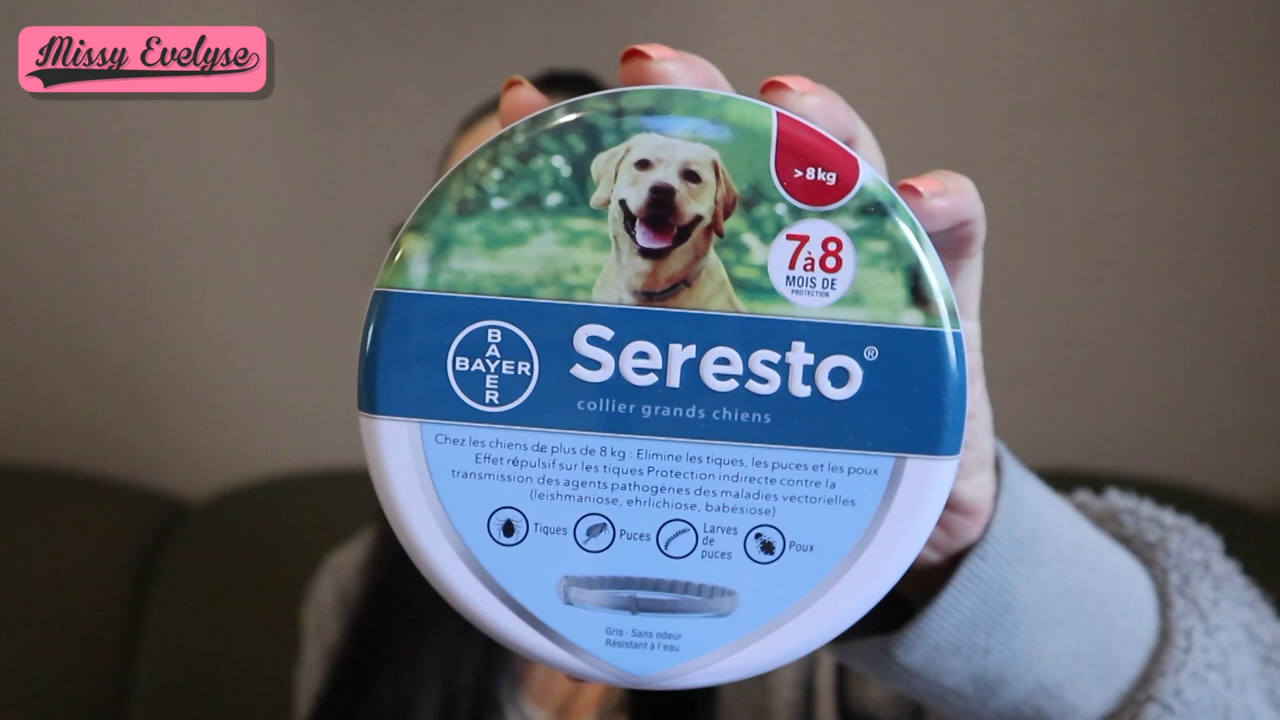 Missy Evelyse
>8kg
7à8
MOIS DE
PROTECTION
BAYER
BAYER
Seresto®
collier grands chiens
Chez les chiens de plus de 8 kg : Elimine les tiques, les puces et les poux
Effet répulsif sur les tiques Protection indirecte contre la
transmission des agents pathogènes des maladies vectorielles
(leishmaniose, ehrlichiose, babésiose)
Tiques
Puces
Larves
de
puces
Poux
Gris - Sans odeur
Résistant à l'eau